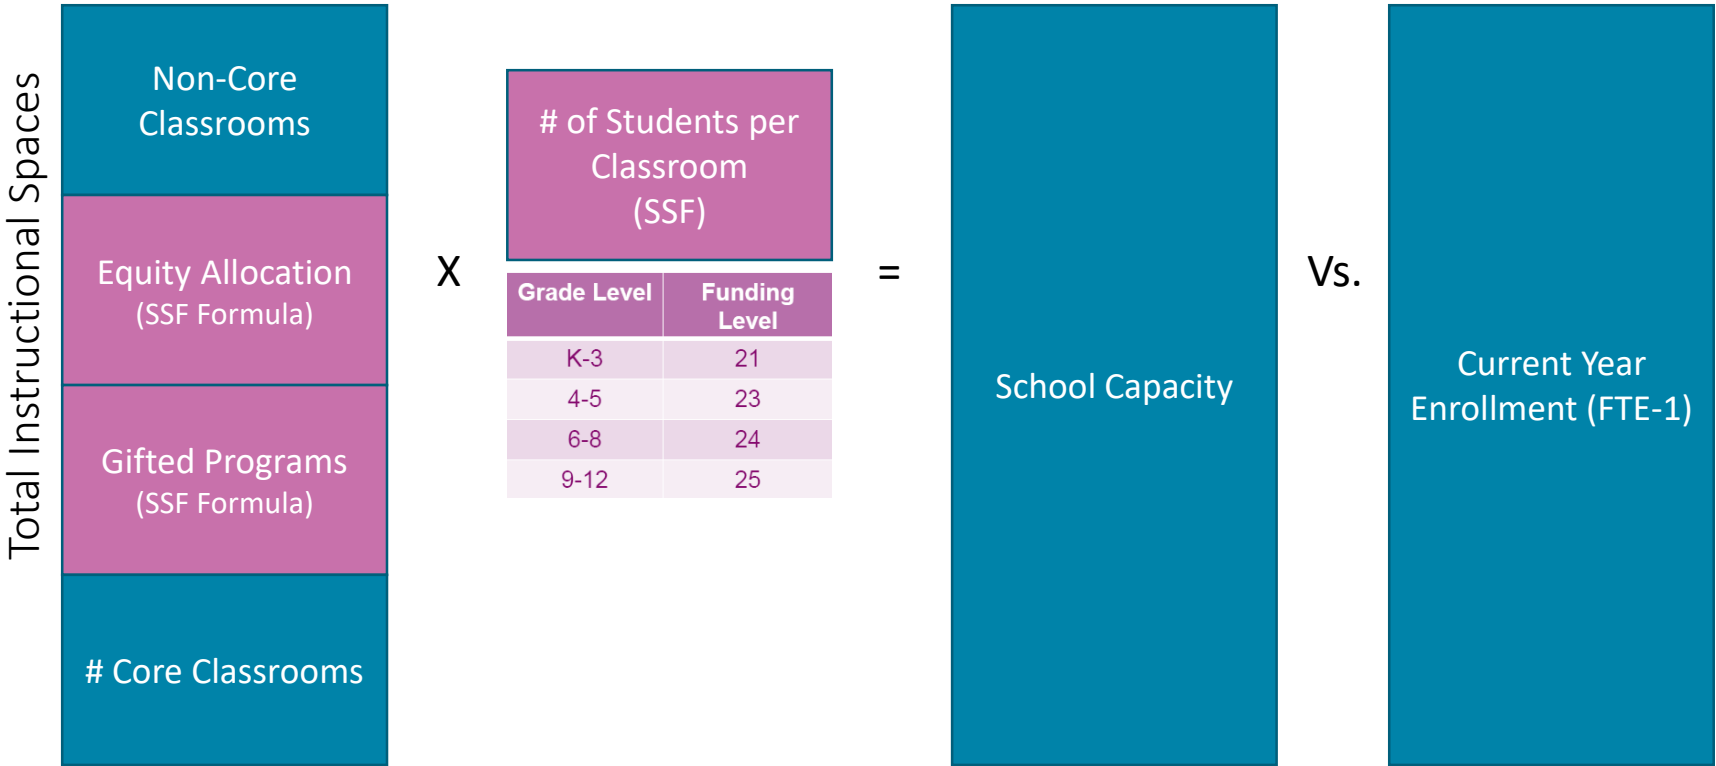 Total Instructional Spaces
Non-Core
Classrooms
Equity Allocation
(SSF Formula)
Gifted Programs
(SSF Formula)
# Core Classrooms
X
# of Students per
Classroom
(SSF)
Grade Level Funding
Level
K-3 21
4-5 23
6-8 24
9-12 25
=
School Capacity
Vs.
Current Year
Enrollment (FTE-1)